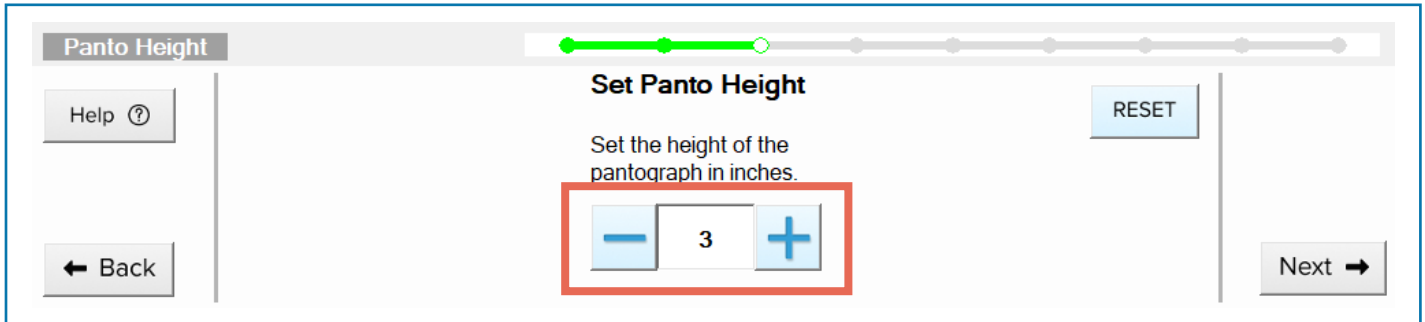 Panto Height
Set Panto Height
Help ?
RESET
Set the height of the
pantograph in inches.
− 3 +
← Back
Next →